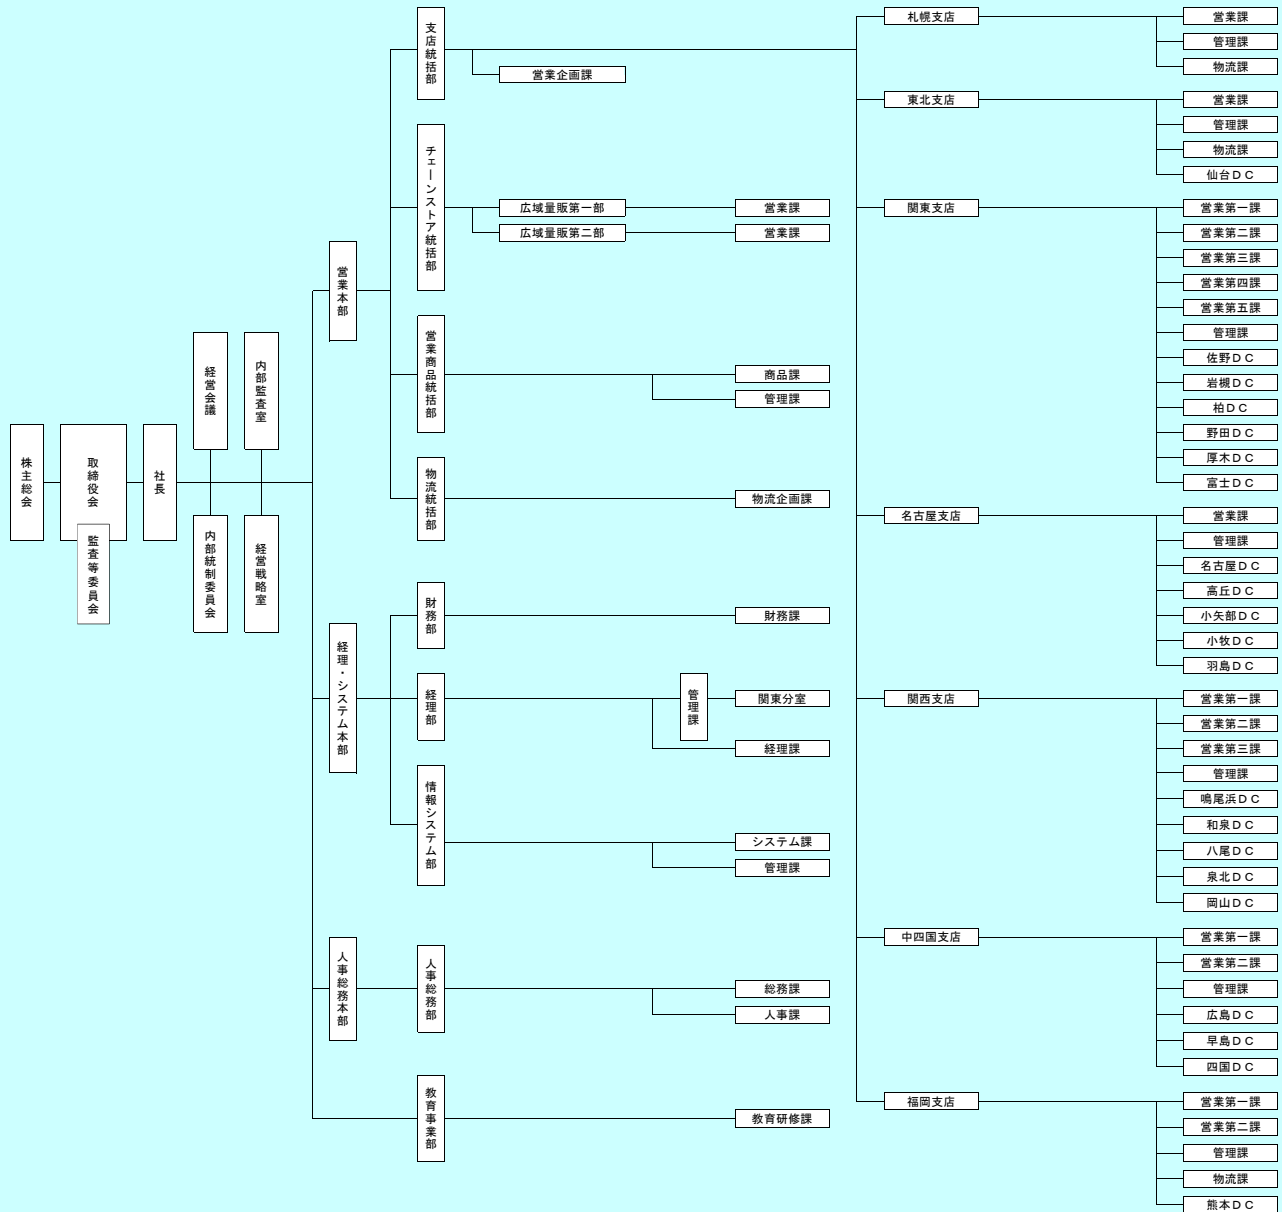 株主総会
取締役会
監査等委員会
社長
経営会議
内部監査室
内部統制委員会
経営戦略室
営業本部
支店統括部
営業企画課
チェーンストア統括部
広域量販第一部
営業課
広域量販第二部
営業課
営業商品統括部
商品課
管理課
物流統括部
物流企画課
経理・システム本部
財務部
財務課
経理部
管理課
関東分室
経理課
情報システム部
システム課
管理課
人事総務本部
人事総務部
総務課
人事課
教育事業部
教育研修課
札幌支店
営業課
管理課
物流課
東北支店
営業課
管理課
物流課
仙台DC
関東支店
営業第一課
営業第二課
営業第三課
営業第四課
営業第五課
管理課
佐野DC
岩槻DC
柏DC
野田DC
厚木DC
富士DC
名古屋支店
営業課
管理課
名古屋DC
高丘DC
小矢部DC
小牧DC
羽島DC
関西支店
営業第一課
営業第二課
営業第三課
管理課
鳴尾浜DC
和泉DC
八尾DC
泉北DC
岡山DC
中四国支店
営業第一課
営業第二課
管理課
広島DC
早島DC
四国DC
福岡支店
営業第一課
営業第二課
管理課
物流課
熊本DC